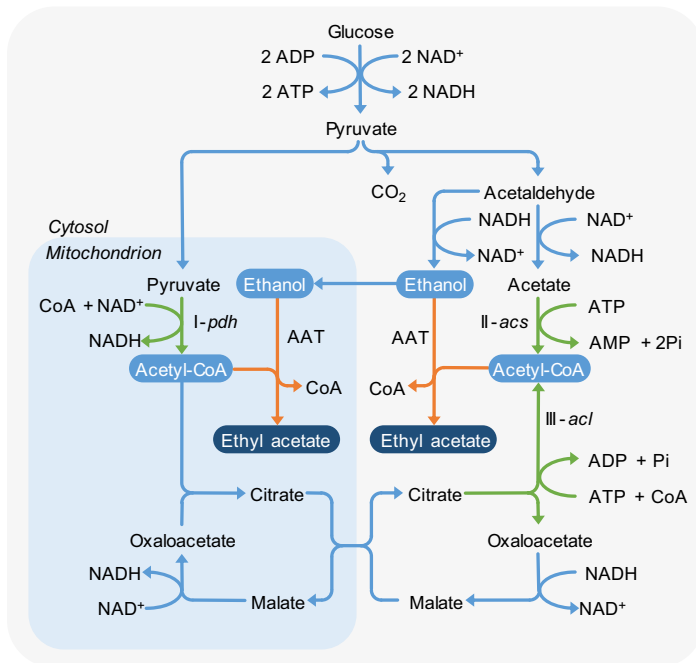 Glucose
2 ADP
2 NAD⁺
2 ATP
2 NADH
Pyruvate
CO₂
Acetaldehyde
Cytosol
NADH
NAD⁺
Mitochondrion
NAD⁺
NADH
Pyruvate
Ethanol
Ethanol
Acetate
CoA + NAD⁺
I-pdh
ATP
AAT
AAT
II-acs
NADH
AMP + 2Pi
Acetyl-CoA
Acetyl-CoA
CoA
CoA
III-acl
Ethyl acetate
Ethyl acetate
ADP + Pi
Citrate
Citrate
ATP + CoA
Oxaloacetate
Oxaloacetate
NADH
NADH
NAD⁺
Malate
Malate
NAD⁺